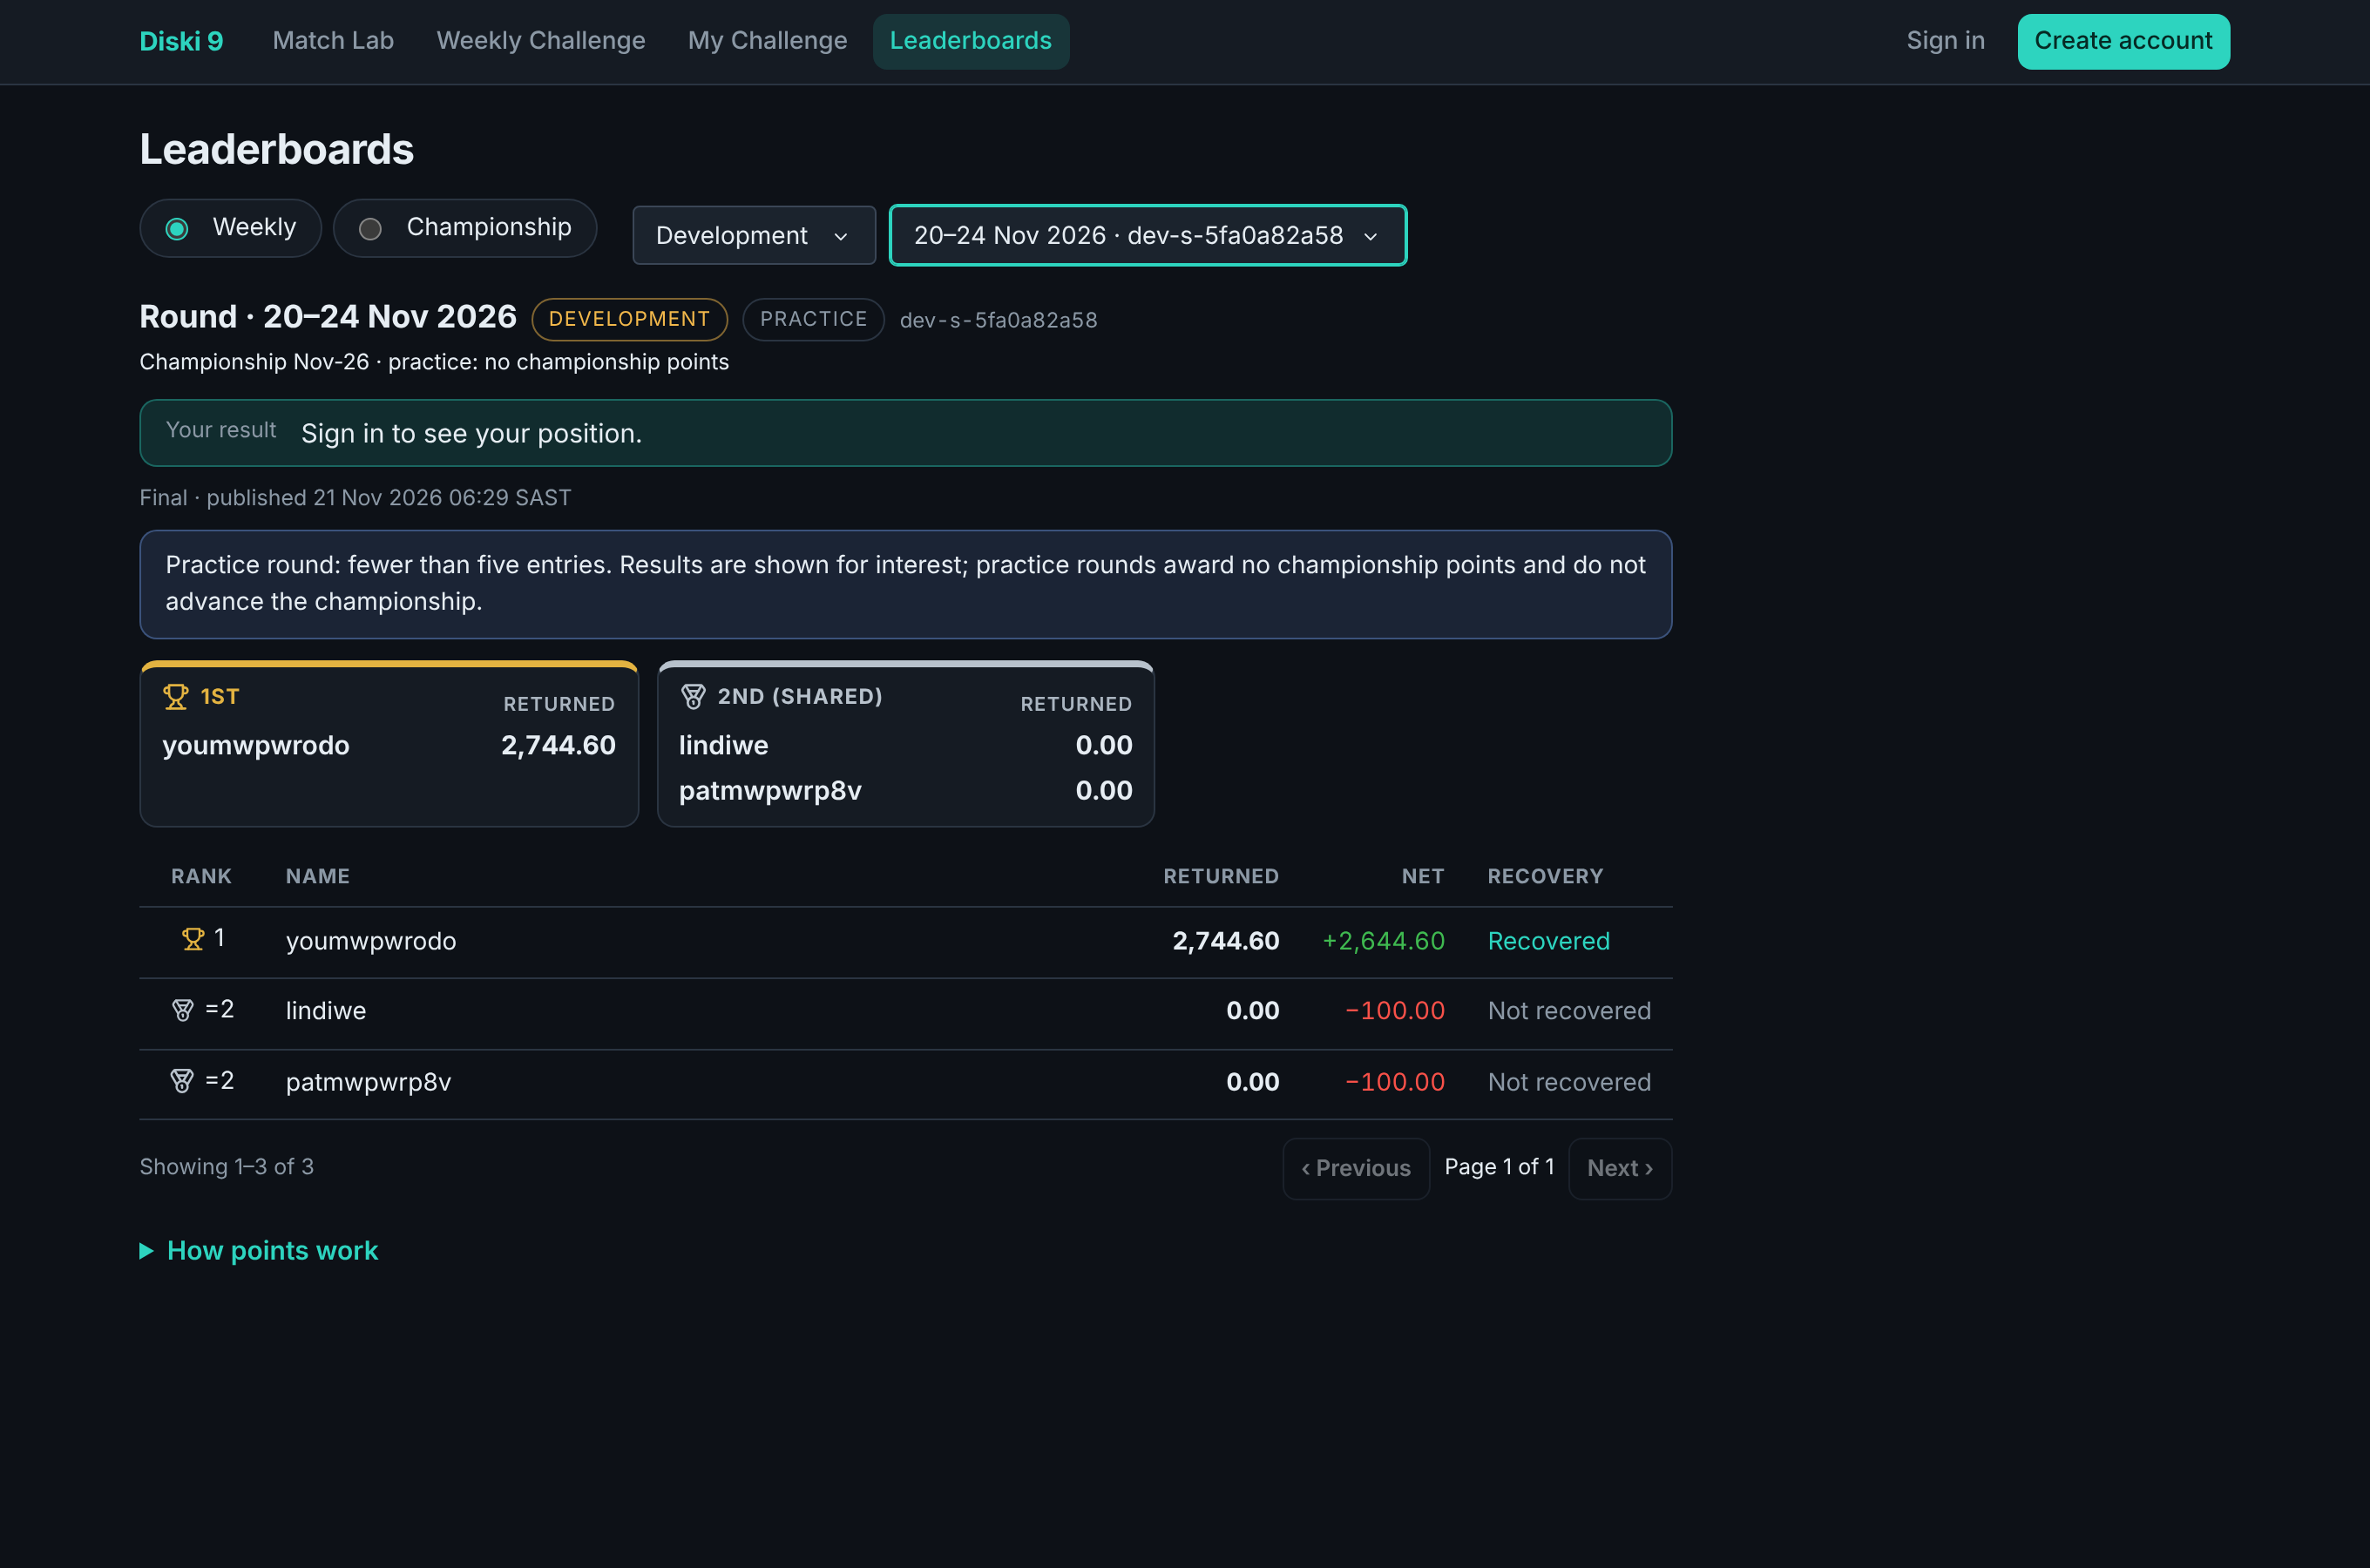 Diski 9 Match Lab Weekly Challenge My Challenge Leaderboards Sign in Create account
Leaderboards
Weekly Championship Development 20–24 Nov 2026 · dev-s-5fa0a82a58
Round · 20–24 Nov 2026 DEVELOPMENT PRACTICE dev-s-5fa0a82a58
Championship Nov-26 · practice: no championship points
Your result Sign in to see your position.
Final · published 21 Nov 2026 06:29 SAST
Practice round: fewer than five entries. Results are shown for interest; practice rounds award no championship points and do not
advance the championship.
1ST RETURNED
youmwpwrodo 2,744.60
2ND (SHARED) RETURNED
lindiwe 0.00
patmwpwrp8v 0.00
RANK NAME RETURNED NET RECOVERY
1 youmwpwrodo 2,744.60 +2,644.60 Recovered
=2 lindiwe 0.00 −100.00 Not recovered
=2 patmwpwrp8v 0.00 −100.00 Not recovered
Showing 1–3 of 3 ‹ Previous Page 1 of 1 Next ›
▶ How points work